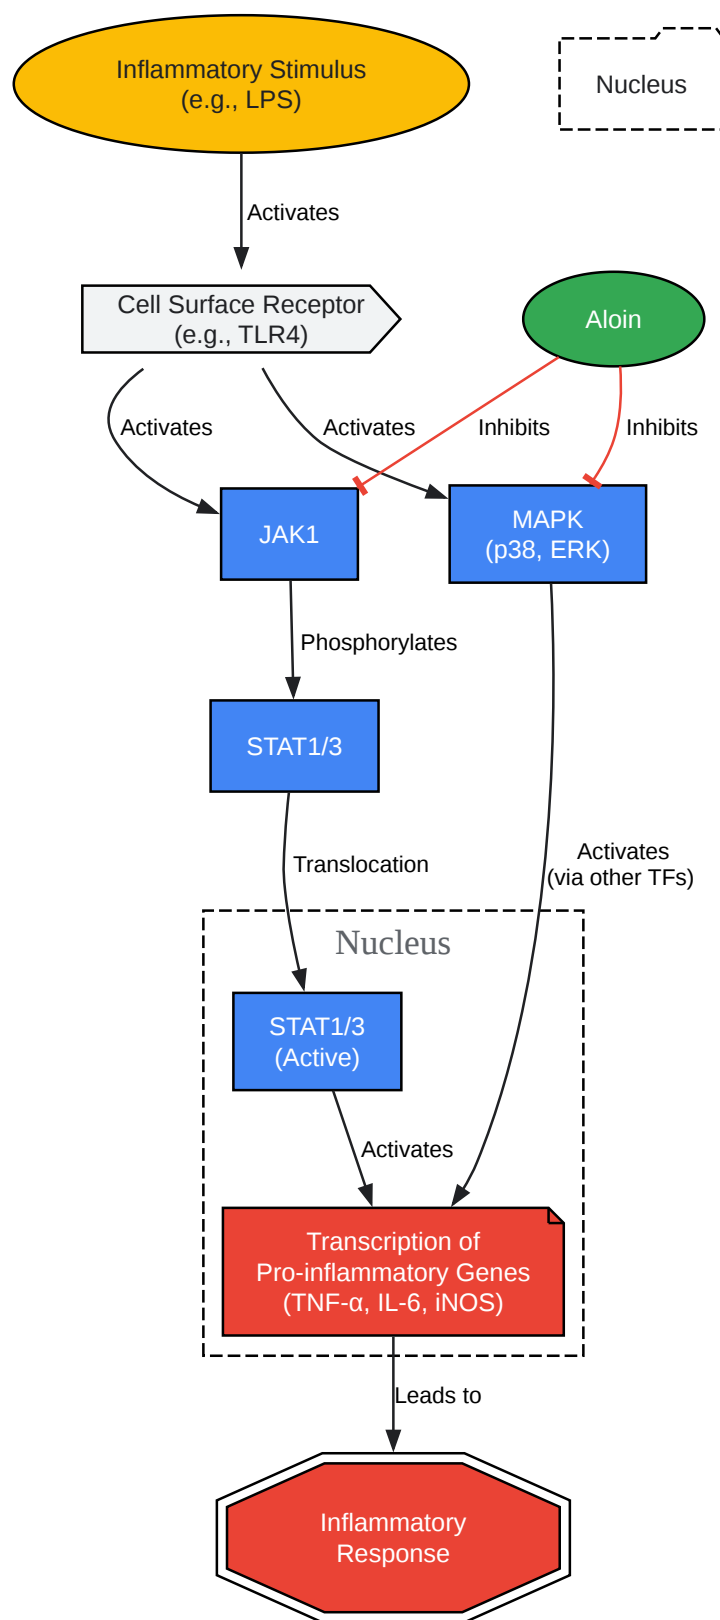 Inflammatory Stimulus
(e.g., LPS)
Nucleus
Activates
Cell Surface Receptor
(e.g., TLR4)
Aloin
Activates
Activates
Inhibits
Inhibits
JAK1
MAPK
(p38, ERK)
Phosphorylates
STAT1/3
Translocation
Activates
(via other TFs)
Nucleus
STAT1/3
(Active)
Activates
Transcription of
Pro-inflammatory Genes
(TNF-α, IL-6, iNOS)
Leads to
Inflammatory
Response